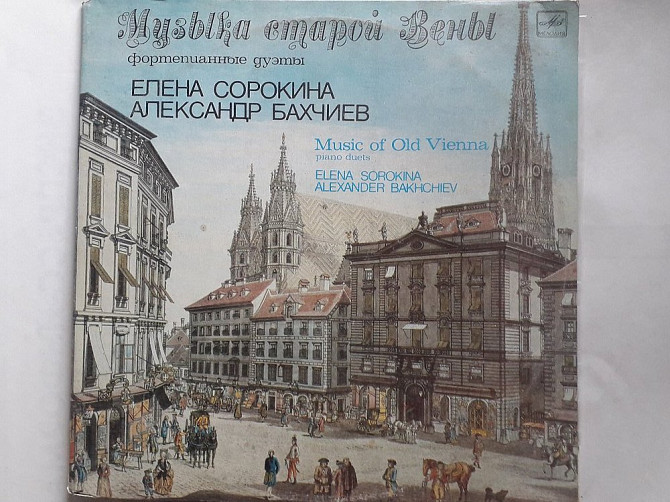 Музыка старой Вены
фортепианные дуэты
ЕЛЕНА СОРОКИНА
АЛЕКСАНДР БАХЧИЕВ
Music of Old Vienna
piano duets
ELENA SOROKINA
ALEXANDER BAKHCHIEV